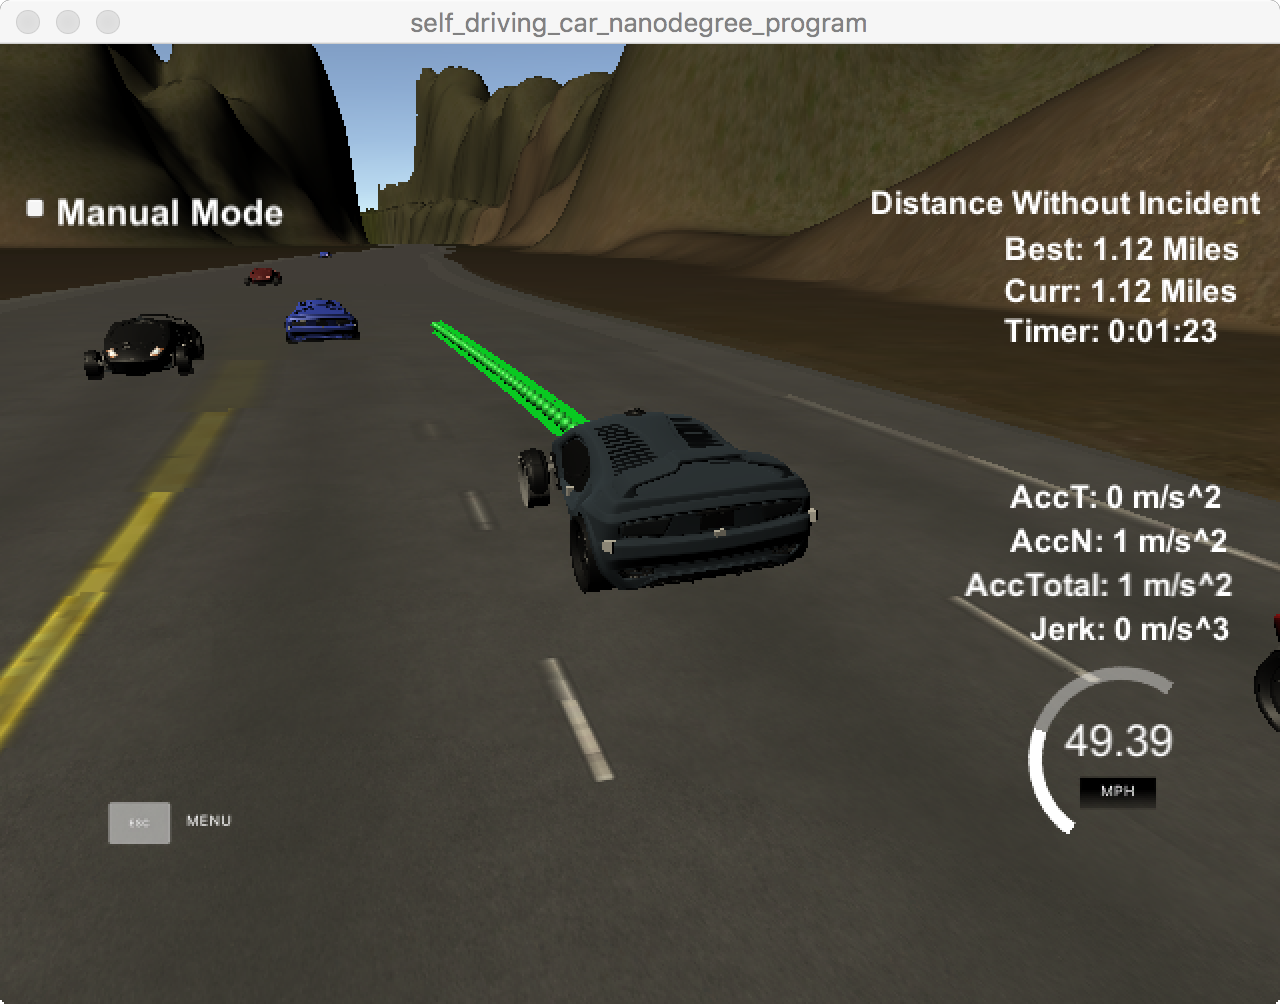 self_driving_car_nanodegree_program
Manual Mode
Distance Without Incident
Best: 1.12 Miles
Curr: 1.12 Miles
Timer: 0:01:23
AccT: 0 m/s^2
AccN: 1 m/s^2
AccTotal: 1 m/s^2
Jerk: 0 m/s^3
49.39
MPH
ESC MENU